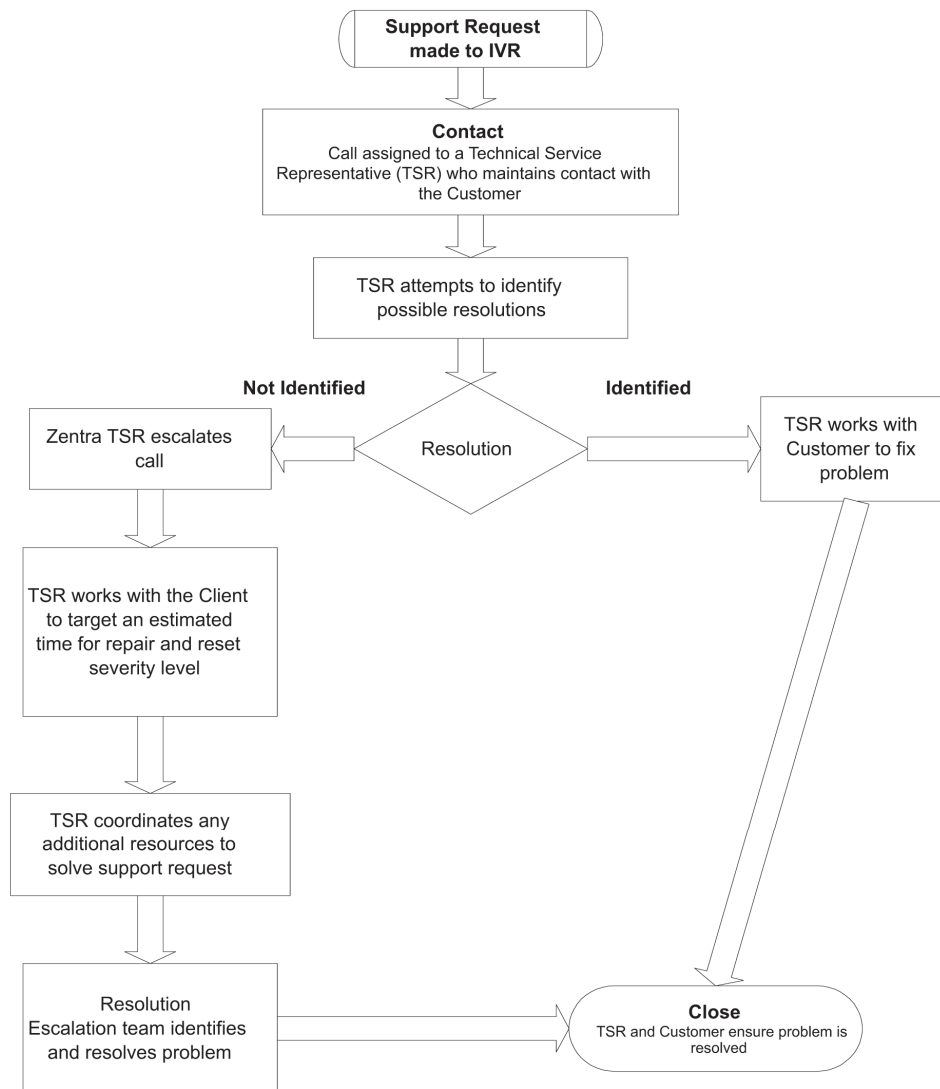 Support Request
made to IVR
Contact
Call assigned to a Technical Service
Representative (TSR) who maintains contact with
the Customer
TSR attempts to identify
possible resolutions
Not Identified
Identified
Resolution
Zentra TSR escalates
call
TSR works with
Customer to fix
problem
TSR works with the Client
to target an estimated
time for repair and reset
severity level
TSR coordinates any
additional resources to
solve support request
Resolution
Escalation team identifies
and resolves problem
Close
TSR and Customer ensure problem is
resolved